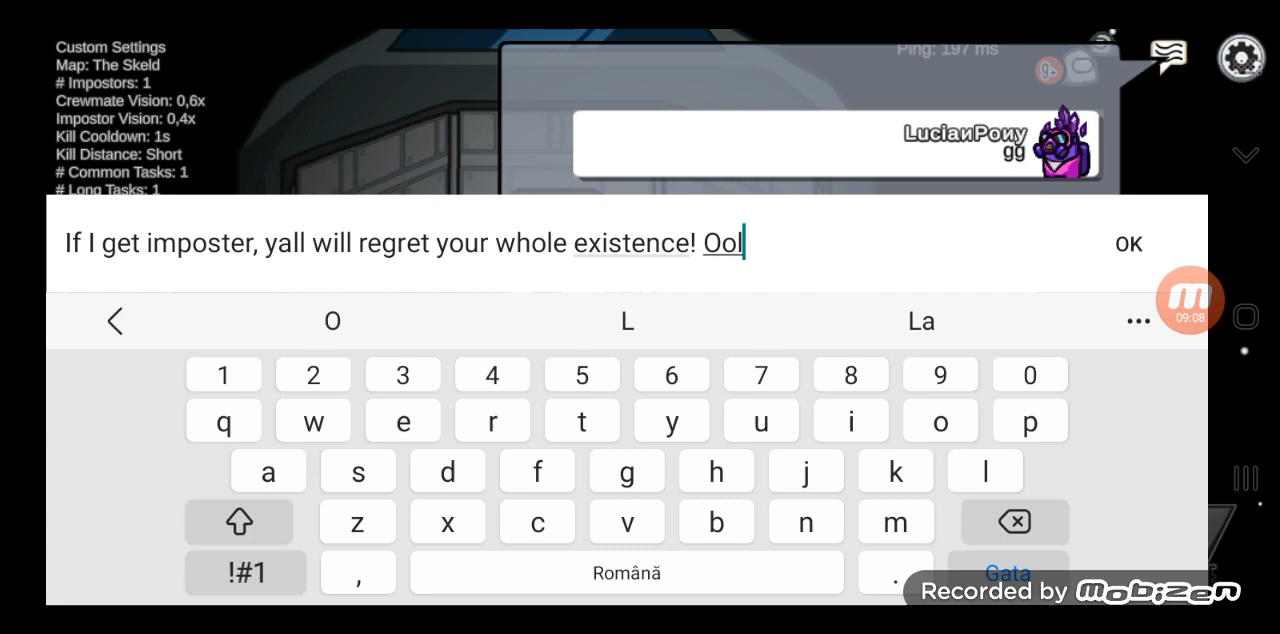 Custom Settings
Map: The Skeld
# Impostors: 1
Crewmate Vision: 0,6x
Impostor Vision: 0,4x
Kill Cooldown: 1s
Kill Distance: Short
# Common Tasks: 1
# Long Tasks: 1
Ping: 197 ms
9+
LucianPony
gg
If I get imposter, yall will regret your whole existence! Ool
OK
09:08
O L La
1 2 3 4 5 6 7 8 9 0
q w e r t y u i o p
a s d f g h j k l
z x c v b n m
!#1 , Română . Gata
Recorded by mobizen